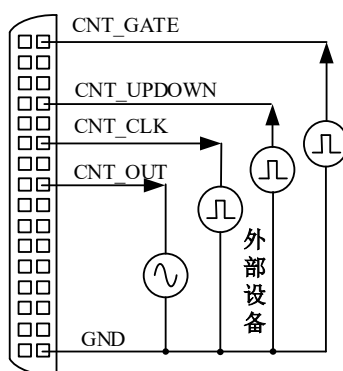 CNT_GATE
CNT_UPDOWN
CNT_CLK
CNT_OUT
外部设备
GND